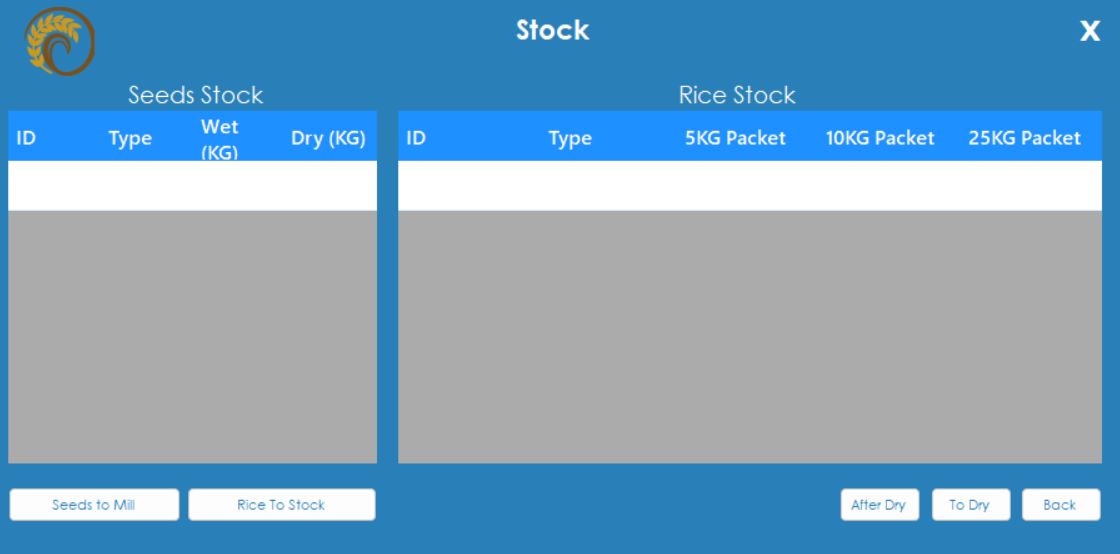 Stock
X
Seeds Stock
Rice Stock
ID Type Wet (KG) Dry (KG)
ID Type 5KG Packet 10KG Packet 25KG Packet
Seeds to Mill Rice To Stock After Dry To Dry Back